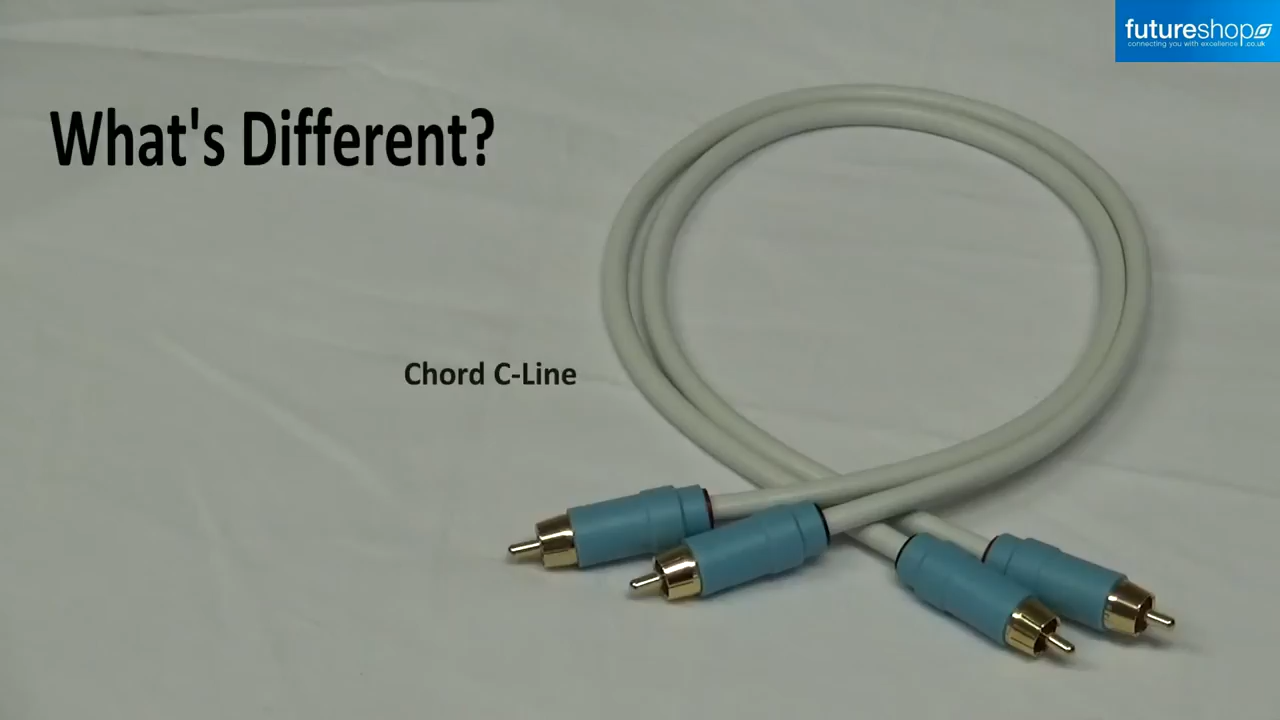 futureshop
connecting you with excellence .co.uk
What's Different?
Chord C-Line